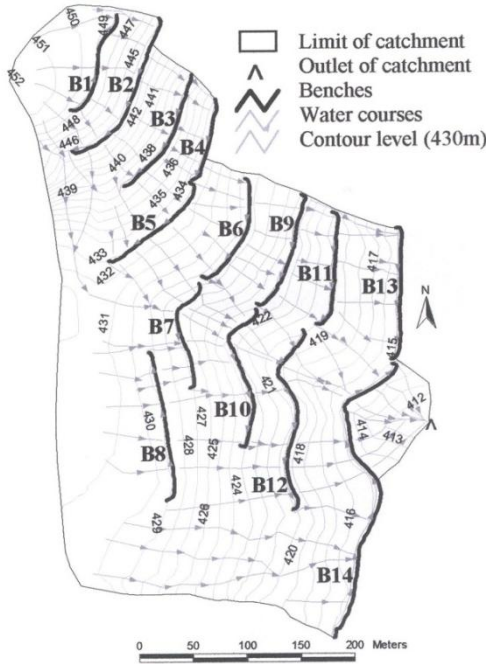 Limit of catchment
Outlet of catchment
Benches
Water courses
Contour level (430m)
450
449
447
451
452
B1
B2
445
448
446
442
441
B3
440
438
436
B4
439
435
434
B5
433
432
B6
B9
B11
417
B13
N
431
B7
422
419
415
421
412
430
427
B10
414
413
428
425
418
B8
424
B12
429
426
416
420
B14
0
50
100
150
200
Meters